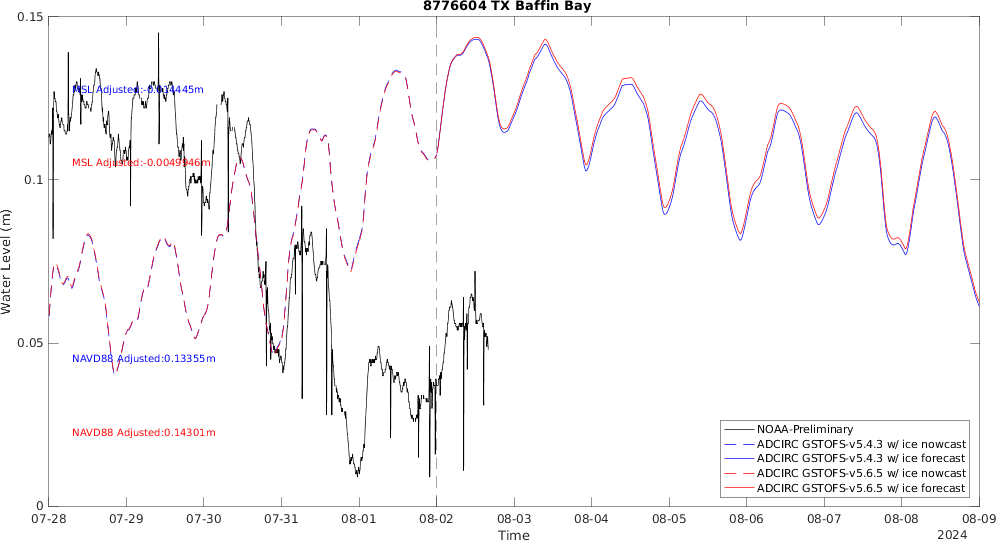 8776604 TX Baffin Bay
0.15
0.1
0.05
0
Water Level (m)
MSL Adjusted:-0.014445m
MSL Adjusted:-0.0049946m
NAVD88 Adjusted:0.13355m
NAVD88 Adjusted:0.14301m
NOAA-Preliminary
ADCIRC GSTOFS-v5.4.3 w/ ice nowcast
ADCIRC GSTOFS-v5.4.3 w/ ice forecast
ADCIRC GSTOFS-v5.6.5 w/ ice nowcast
ADCIRC GSTOFS-v5.6.5 w/ ice forecast
07-28 07-29 07-30 07-31 08-01 08-02 08-03 08-04 08-05 08-06 08-07 08-08 08-09
Time
2024